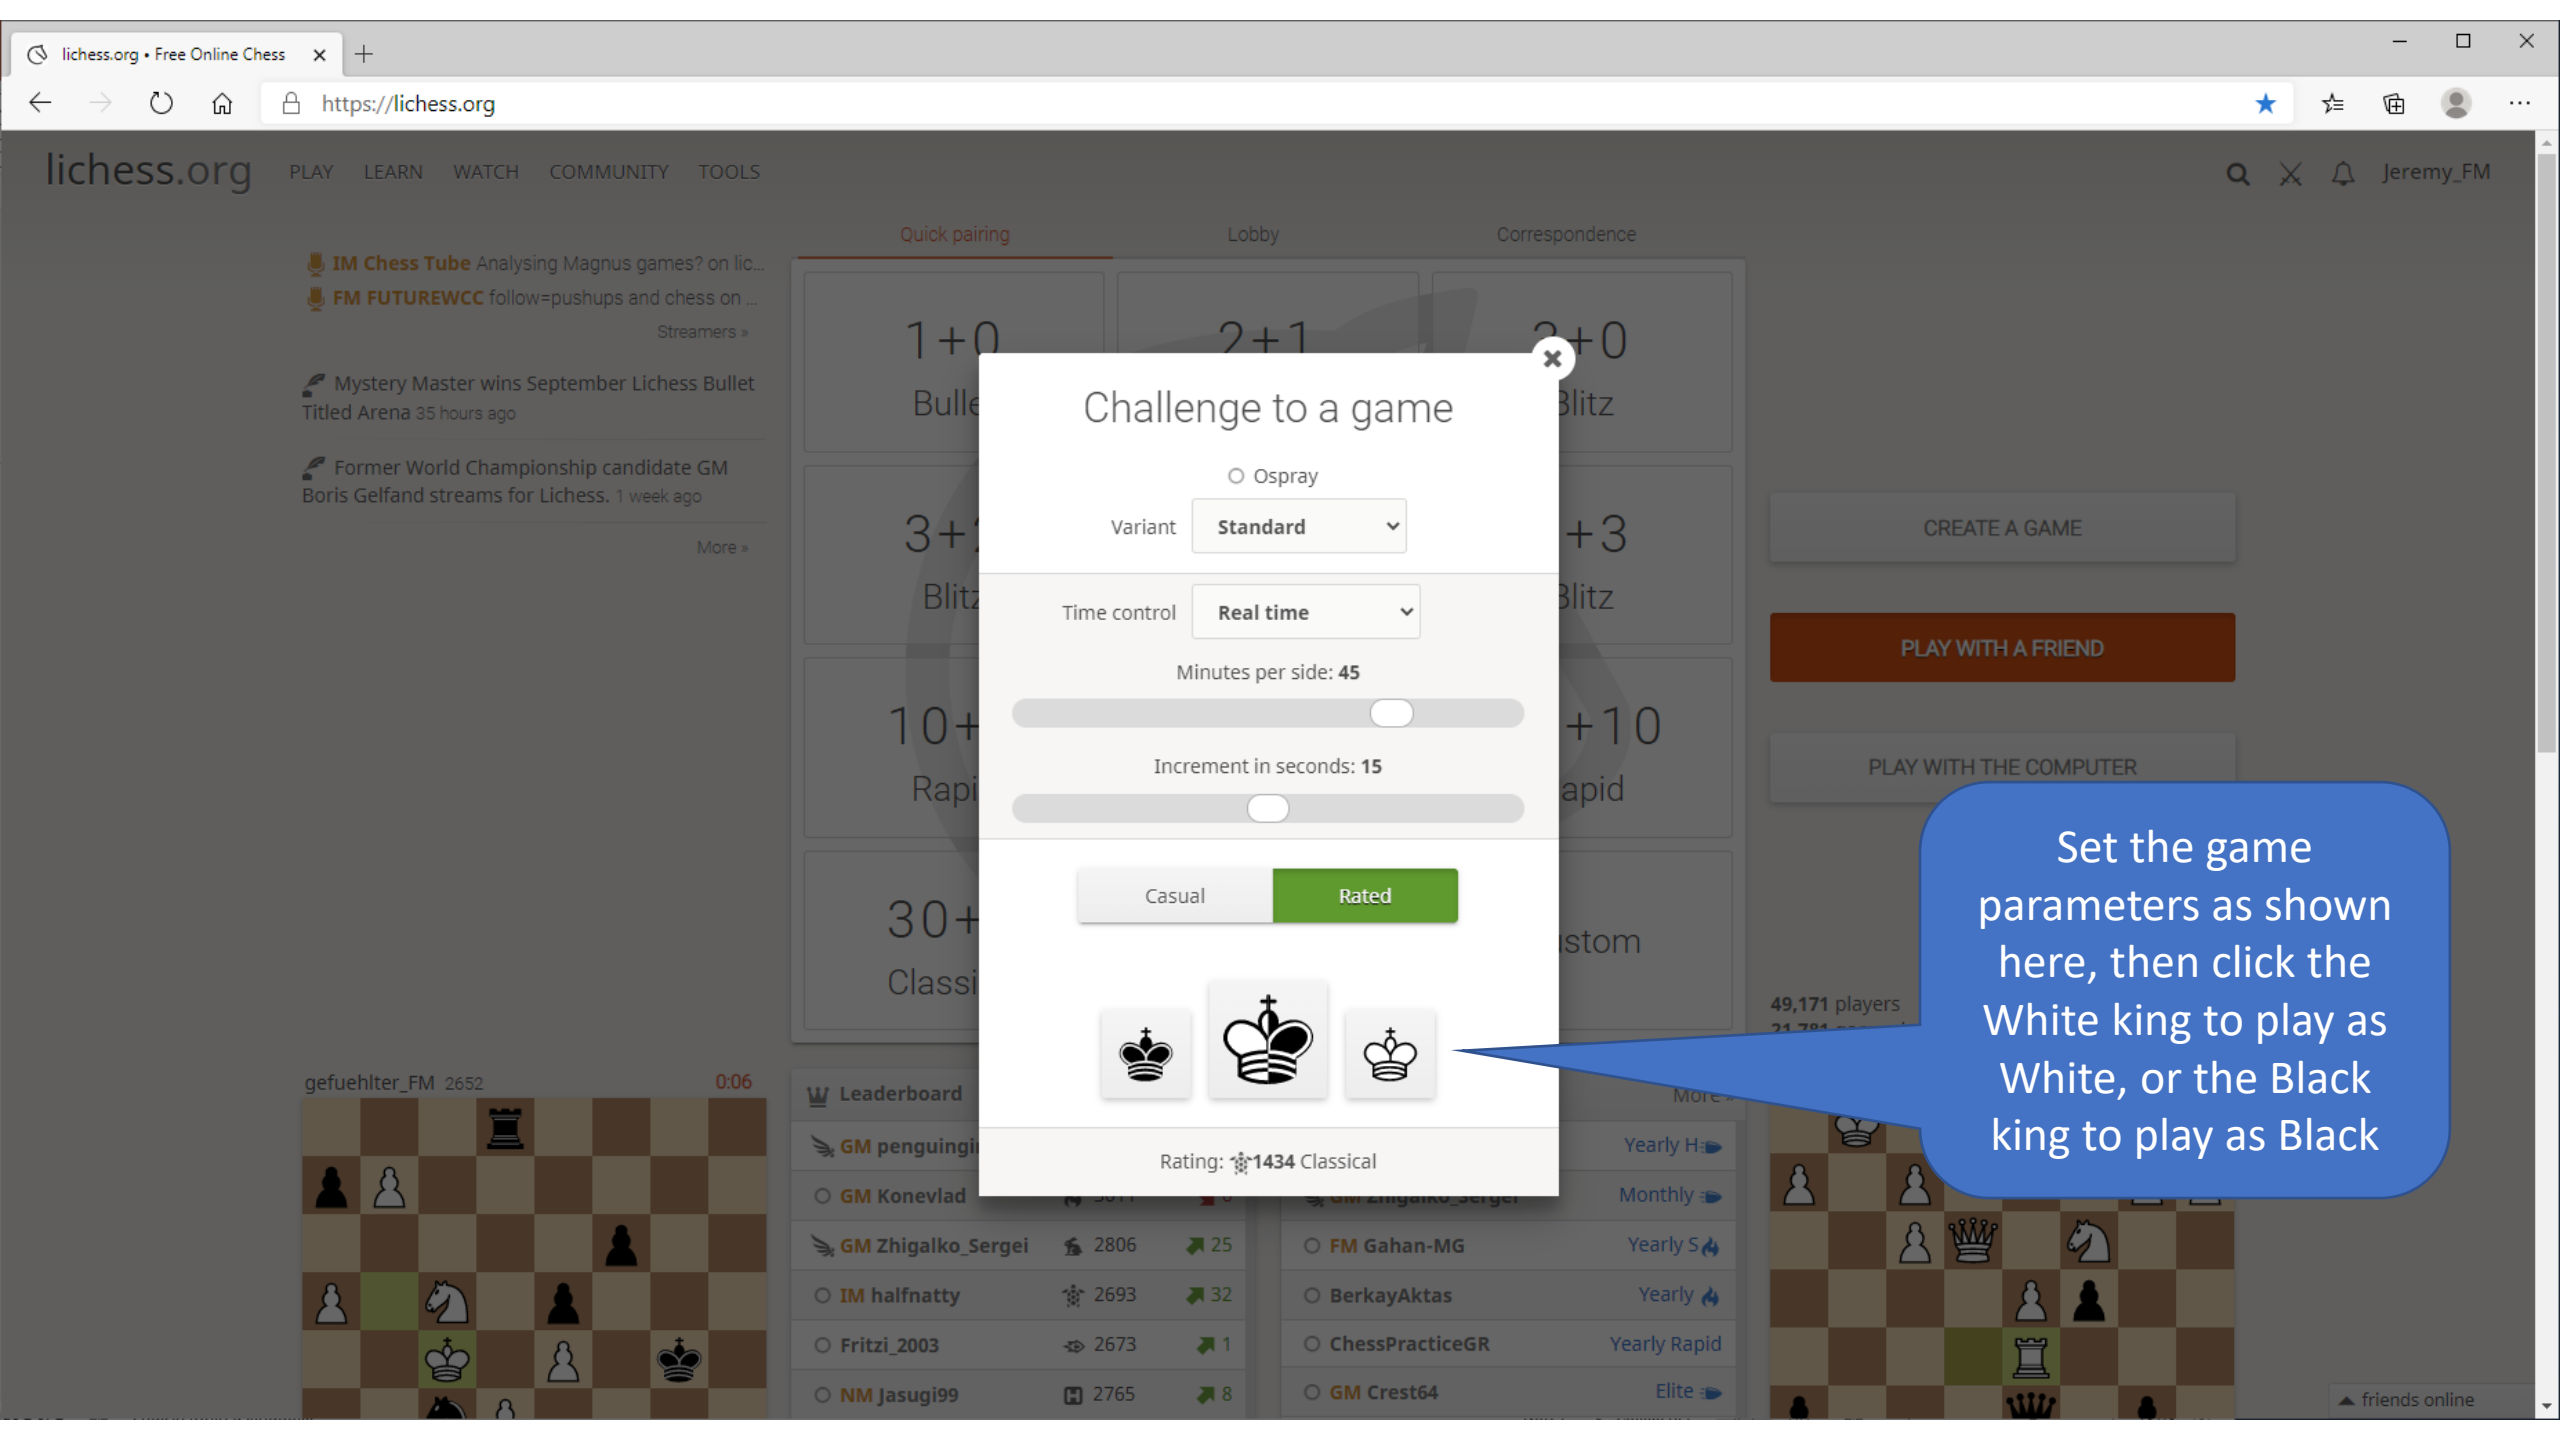 lichess.org • Free Online Chess
https://lichess.org
lichess.org PLAY LEARN WATCH COMMUNITY TOOLS
Jeremy_FM
Quick pairing Lobby Correspondence
IM Chess Tube Analysing Magnus games? on lic...
FM FUTUREWCC follow=pushups and chess on ...
Streamers »
Mystery Master wins September Lichess Bullet
Titled Arena 35 hours ago
Former World Championship candidate GM
Boris Gelfand streams for Lichess. 1 week ago
More »
1+0
2+1
+0
Bulle
Blitz
3+
+3
Blitz
Blitz
10+
+10
Rapi
apid
30+
stom
Classi
Challenge to a game
Ospray
Variant Standard
Time control Real time
Minutes per side: 45
Increment in seconds: 15
Casual Rated
Rating: 1434 Classical
CREATE A GAME
PLAY WITH A FRIEND
PLAY WITH THE COMPUTER
Set the game
parameters as shown
here, then click the
White king to play as
White, or the Black
king to play as Black
49,171 players
gefuehlter_FM 2652 0:06
Leaderboard
More »
GM penguingi
Yearly H
GM Konevlad
GM Zhigalko_Sergei
Monthly
GM Zhigalko_Sergei 2806 25
FM Gahan-MG Yearly S
IM halfnatty 2693 32
BerkayAktas Yearly
Fritzi_2003 2673 1
ChessPracticeGR Yearly Rapid
NM Jasugi99 2765 8
GM Crest64 Elite
friends online